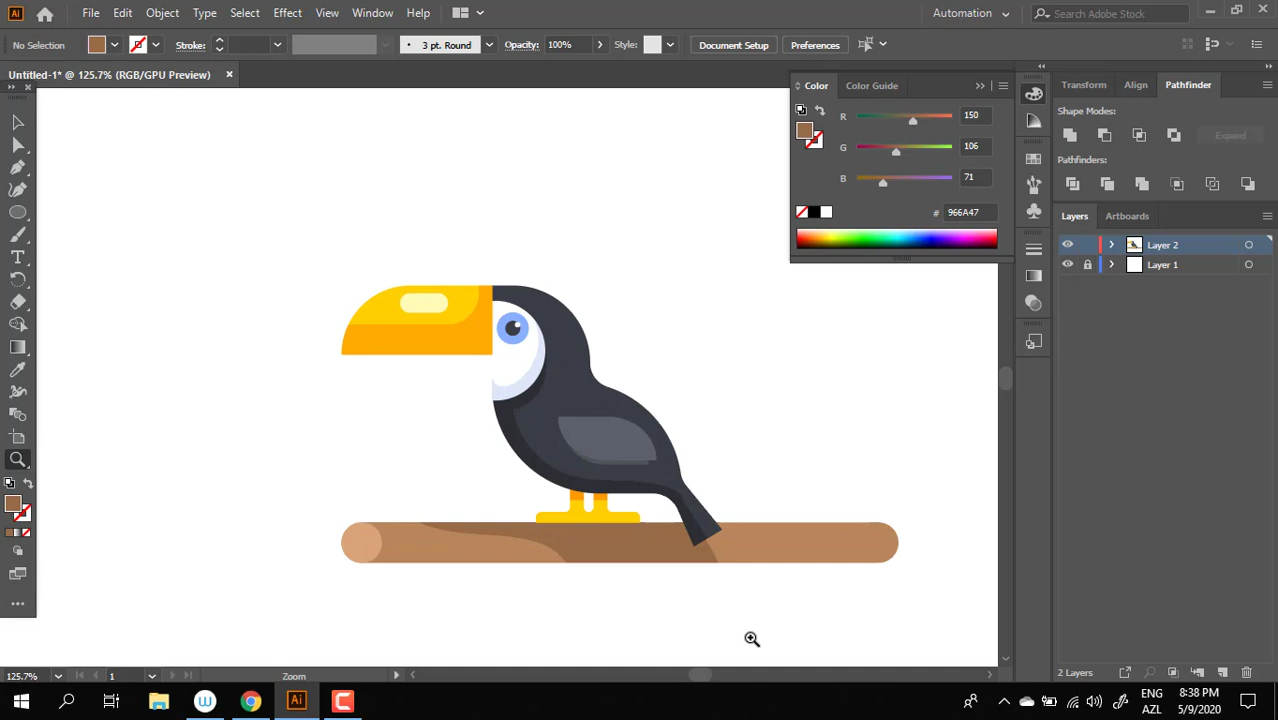 Ai File Edit Object Type Select Effect View Window Help Automation Search Adobe Stock
No Selection Stroke: 3 pt. Round Opacity: 100% Style: Document Setup Preferences
Untitled-1* @ 125.7% (RGB/GPU Preview)
Color Color Guide
R 150
G 106
B 71
# 966A47
Transform Align Pathfinder
Shape Modes:
Expand
Pathfinders:
Layers Artboards
Layer 2
Layer 1
125.7% 1 Zoom 2 Layers
W Ai ENG 8:38 PM
AZL 5/9/2020